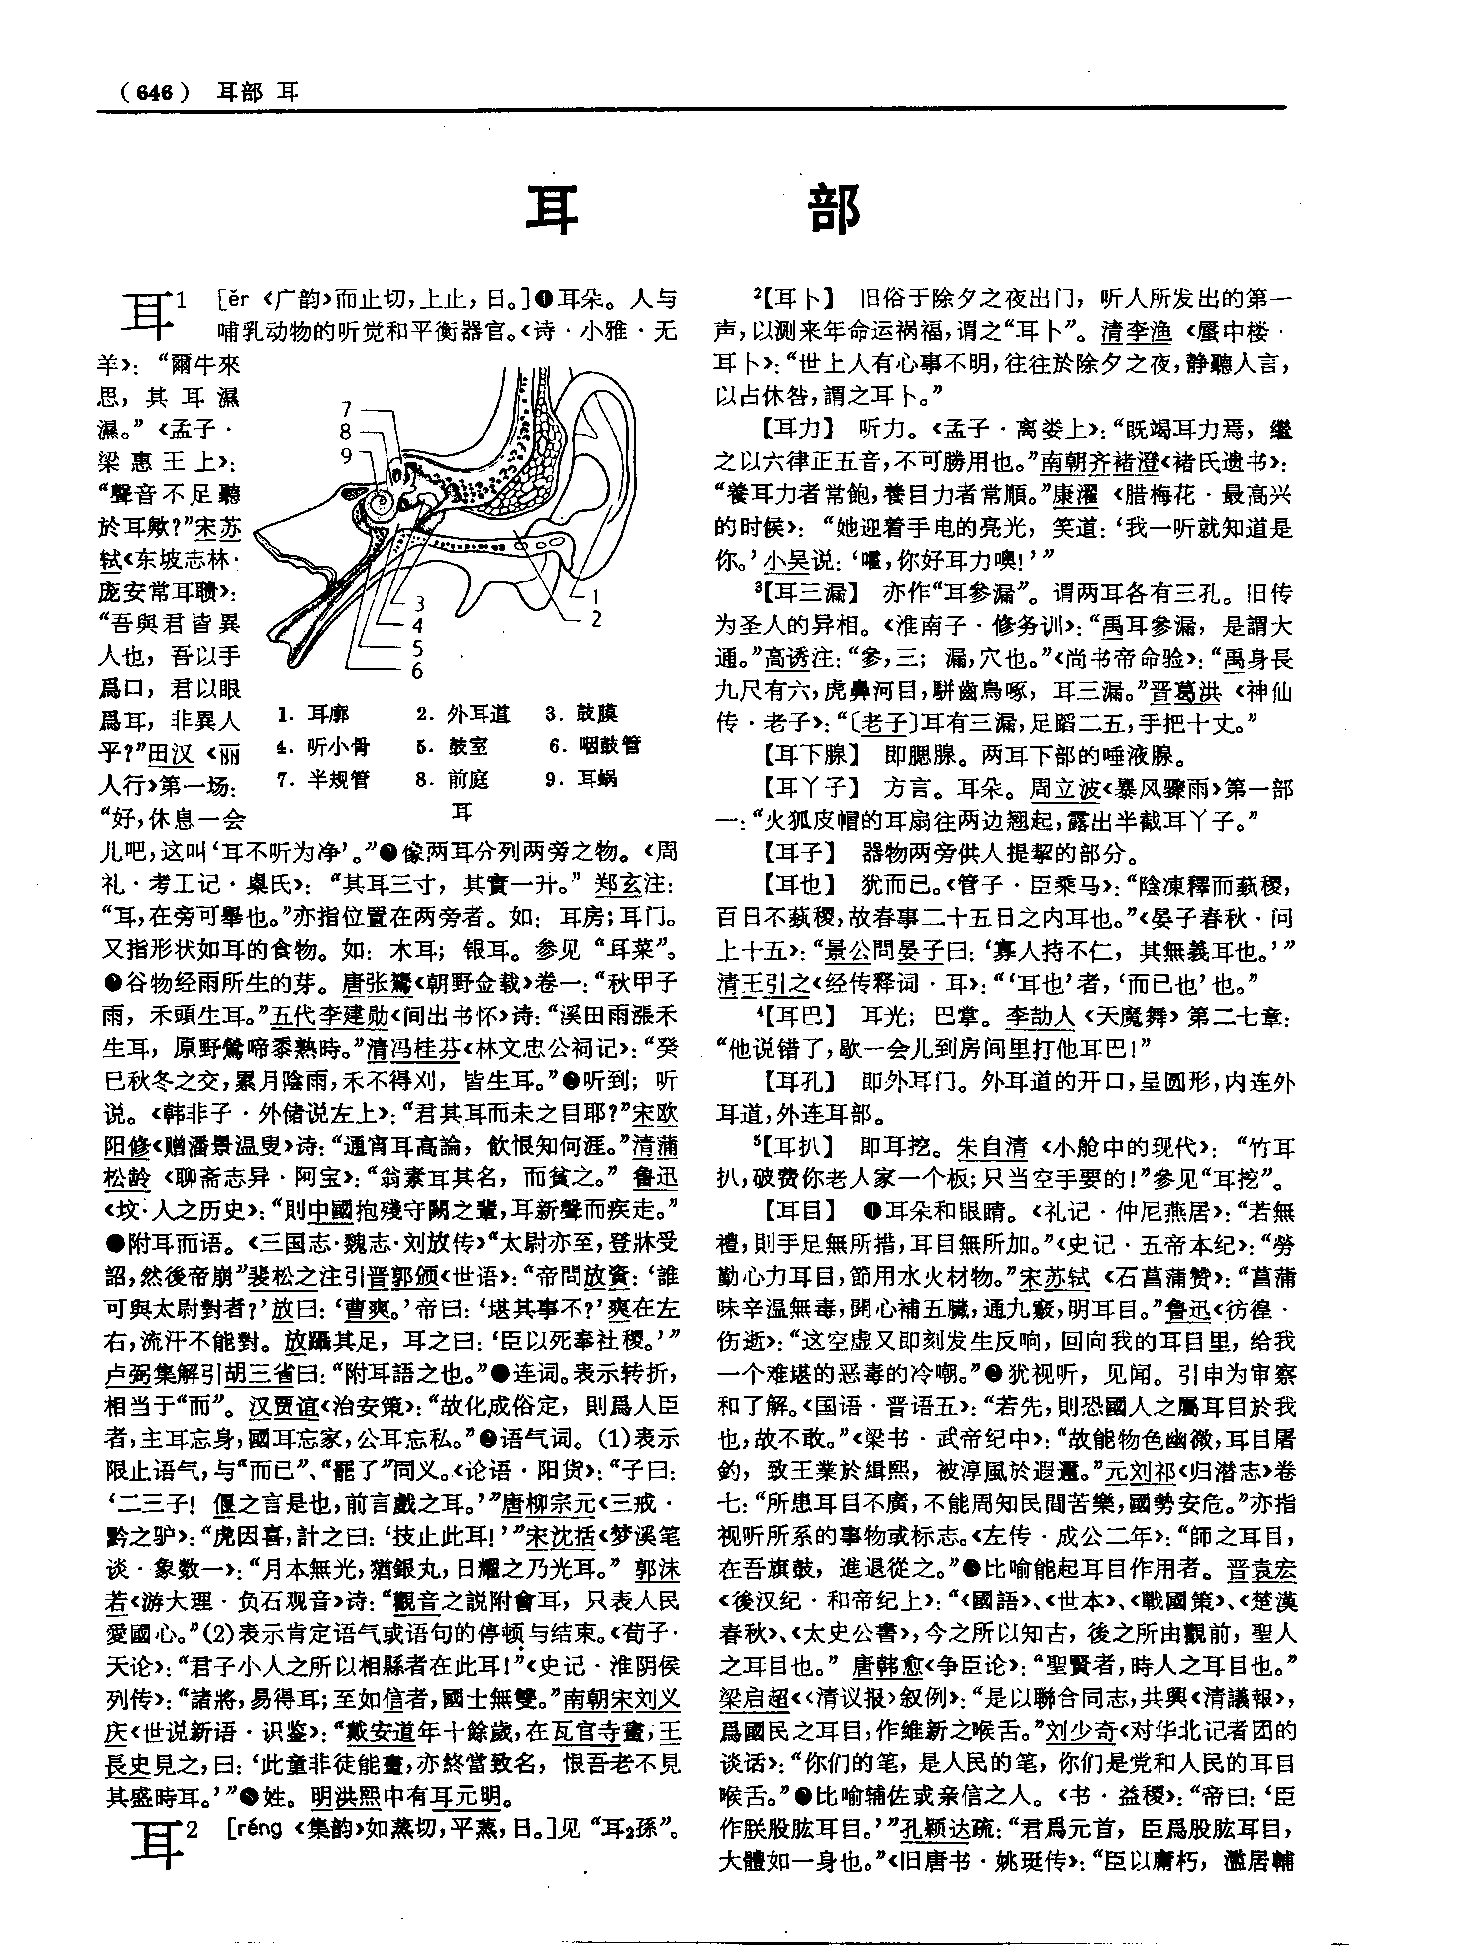 （646） 耳部 耳
耳 部
耳1 [ěr《广韵》而止切，上止，日。]❶耳朵。人与
哺乳动物的听觉和平衡器官。《诗·小雅·无
羊》：“爾牛來
思，其耳濕
濕。”《孟子·
梁惠王上》：
“聲音不足聽
於耳歟？”宋苏
轼《东坡志林·
庞安常耳聩》：
“吾與君皆異
人也，吾以手
爲口，君以眼
爲耳，非異人
乎？”田汉《丽
人行》第一场：
“好，休息一会
7
8
9
3
4
5
6
1
2
1. 耳廓 2. 外耳道 3. 鼓膜
4. 听小骨 5. 鼓室 6. 咽鼓管
7. 半规管 8. 前庭 9. 耳蜗
耳
儿吧，这叫‘耳不听为净’。”❷像两耳分列两旁之物。《周
礼·考工记·㮚氏》：“其耳三寸，其實一升。”郑玄注：
“耳，在旁可舉也。”亦指位置在两旁者。如：耳房；耳门。
又指形状如耳的食物。如：木耳；银耳。参见“耳菜”。
❸谷物经雨所生的芽。唐张鷟《朝野佥载》卷一：“秋甲子
雨，禾頭生耳。”五代李建勋《间出书怀》诗：“溪田雨漲禾
生耳，原野鶯啼黍熟時。”清冯桂芬《林文忠公祠记》：“癸
巳秋冬之交，累月陰雨，禾不得刈，皆生耳。”❹听到；听
说。《韩非子·外储说左上》：“君其耳而未之目耶？”宋欧
阳修《赠潘景温叟》诗：“通宵耳高論，飲恨知何涯。”清蒲
松龄《聊斋志异·阿宝》：“翁素耳其名，而貧之。”鲁迅
《坟·人之历史》：“則中國抱殘守闕之輩，耳新聲而疾走。”
❺附耳而语。《三国志·魏志·刘放传》“太尉亦至，登牀受
詔，然後帝崩”裴松之注引晋郭颁《世语》：“帝問放資：‘誰
可與太尉對者？’放曰：‘曹爽。’帝曰：‘堪其事不？’爽在左
右，流汗不能對。放躡其足，耳之曰：‘臣以死奉社稷。’”
卢弼集解引胡三省曰：“附耳語之也。”❻连词。表示转折，
相当于“而”。汉贾谊《治安策》：“故化成俗定，則爲人臣
者，主耳忘身，國耳忘家，公耳忘私。”❼语气词。(1)表示
限止语气，与“而已”、“罷了”同义。《论语·阳货》：“子曰：
‘二三子！偃之言是也，前言戲之耳。’”唐柳宗元《三戒·
黔之驴》：“虎因喜，計之曰：‘技止此耳！’”宋沈括《梦溪笔
谈·象数一》：“月本無光，猶銀丸，日耀之乃光耳。”郭沫
若《游大理·负石观音》诗：“觀音之説附會耳，只表人民
愛國心。”(2)表示肯定语气或语句的停顿与结束。《荀子·
天论》：“君子小人之所以相縣者在此耳！”《史记·淮阴侯
列传》：“諸將，易得耳；至如信者，國士無雙。”南朝宋刘义
庆《世说新语·识鉴》：“戴安道年十餘歲，在瓦官寺畫，王
長史見之，曰：‘此童非徒能畫，亦終當致名，恨吾老不見
其盛時耳。’”❽姓。明洪熙中有耳元明。
耳2 [réng《集韵》如蒸切，平蒸，日。]见“耳2孫”。
2【耳卜】 旧俗于除夕之夜出门，听人所发出的第一
声，以测来年命运祸福，谓之“耳卜”。清李渔《蜃中楼·
耳卜》：“世上人有心事不明，往往於除夕之夜，静聽人言，
以占休咎，謂之耳卜。”
【耳力】 听力。《孟子·离娄上》：“既竭耳力焉，繼
之以六律正五音，不可勝用也。”南朝齐褚澄《褚氏遗书》：
“養耳力者常飽，養目力者常順。”康濯《腊梅花·最高兴
的时候》：“她迎着手电的亮光，笑道：‘我一听就知道是
你。’小吴说：‘嚯，你好耳力噢！’”
3【耳三漏】 亦作“耳參漏”。谓两耳各有三孔。旧传
为圣人的异相。《淮南子·修务训》：“禹耳參漏，是謂大
通。”高诱注：“參，三；漏，穴也。”《尚书帝命验》：“禹身長
九尺有六，虎鼻河目，駢齒鳥啄，耳三漏。”晋葛洪《神仙
传·老子》：“〔老子〕耳有三漏，足蹈二五，手把十丈。”
【耳下腺】 即腮腺。两耳下部的唾液腺。
【耳丫子】 方言。耳朵。周立波《暴风骤雨》第一部
一：“火狐皮帽的耳扇往两边翘起，露出半截耳丫子。”
【耳子】 器物两旁供人提挈的部分。
【耳也】 犹而已。《管子·臣乘马》：“陰凍釋而蓺稷，
百日不蓺稷，故春事二十五日之内耳也。”《晏子春秋·问
上十五》：“景公問晏子曰：‘寡人持不仁，其無義耳也。’”
清王引之《经传释词·耳》：“‘耳也’者，‘而已也’也。”
4【耳巴】 耳光；巴掌。李劼人《天魔舞》第二七章：
“他说错了，歇一会儿到房间里打他耳巴！”
【耳孔】 即外耳门。外耳道的开口，呈圆形，内连外
耳道，外连耳部。
5【耳扒】 即耳挖。朱自清《小舱中的现代》：“竹耳
扒，破费你老人家一个板；只当空手要的！”参见“耳挖”。
【耳目】 ❶耳朵和眼睛。《礼记·仲尼燕居》：“若無
禮，則手足無所措，耳目無所加。”《史记·五帝本纪》：“勞
勤心力耳目，節用水火材物。”宋苏轼《石菖蒲赞》：“菖蒲
味辛温無毒，開心補五臟，通九竅，明耳目。”鲁迅《彷徨·
伤逝》：“这空虚又即刻发生反响，回向我的耳目里，给我
一个难堪的恶毒的冷嘲。”❷犹视听，见闻。引申为审察
和了解。《国语·晋语五》：“若先，則恐國人之屬耳目於我
也，故不敢。”《梁书·武帝纪中》：“故能物色幽微，耳目屠
釣，致王業於緝熙，被淳風於遐邇。”元刘祁《归潜志》卷
七：“所患耳目不廣，不能周知民間苦樂，國勢安危。”亦指
视听所系的事物或标志。《左传·成公二年》：“師之耳目，
在吾旗鼓，進退從之。”❸比喻能起耳目作用者。晋袁宏
《後汉纪·和帝纪上》：“《國語》、《世本》、《戰國策》、《楚漢
春秋》、《太史公書》，今之所以知古，後之所由觀前，聖人
之耳目也。”唐韩愈《争臣论》：“聖賢者，時人之耳目也。”
梁启超《〈清议报〉叙例》：“是以聯合同志，共興《清議報》，
爲國民之耳目，作維新之喉舌。”刘少奇《对华北记者团的
谈话》：“你们的笔，是人民的笔，你们是党和人民的耳目
喉舌。”❹比喻辅佐或亲信之人。《书·益稷》：“帝曰：‘臣
作朕股肱耳目。’”孔颖达疏：“君爲元首，臣爲股肱耳目，
大體如一身也。”《旧唐书·姚珽传》：“臣以庸朽，濫居輔